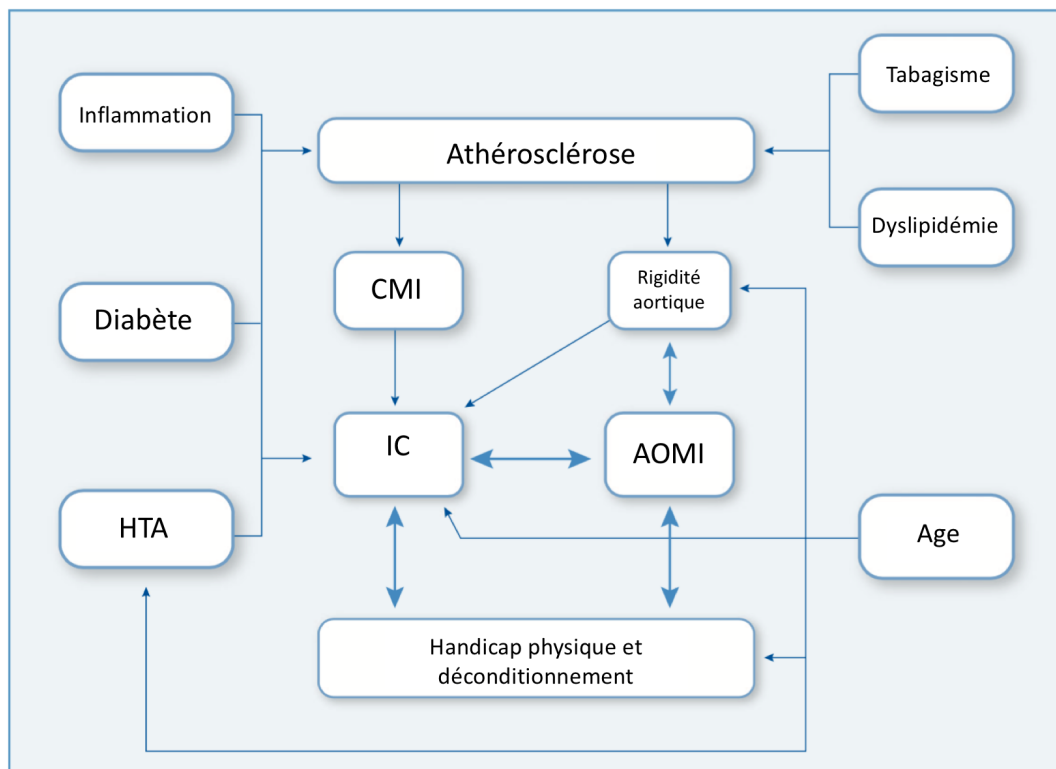 Tabagisme
Inflammation
Athérosclérose
Dyslipidémie
CMI
Rigidité
aortique
Diabète
IC
AOMI
HTA
Age
Handicap physique et
déconditionnement